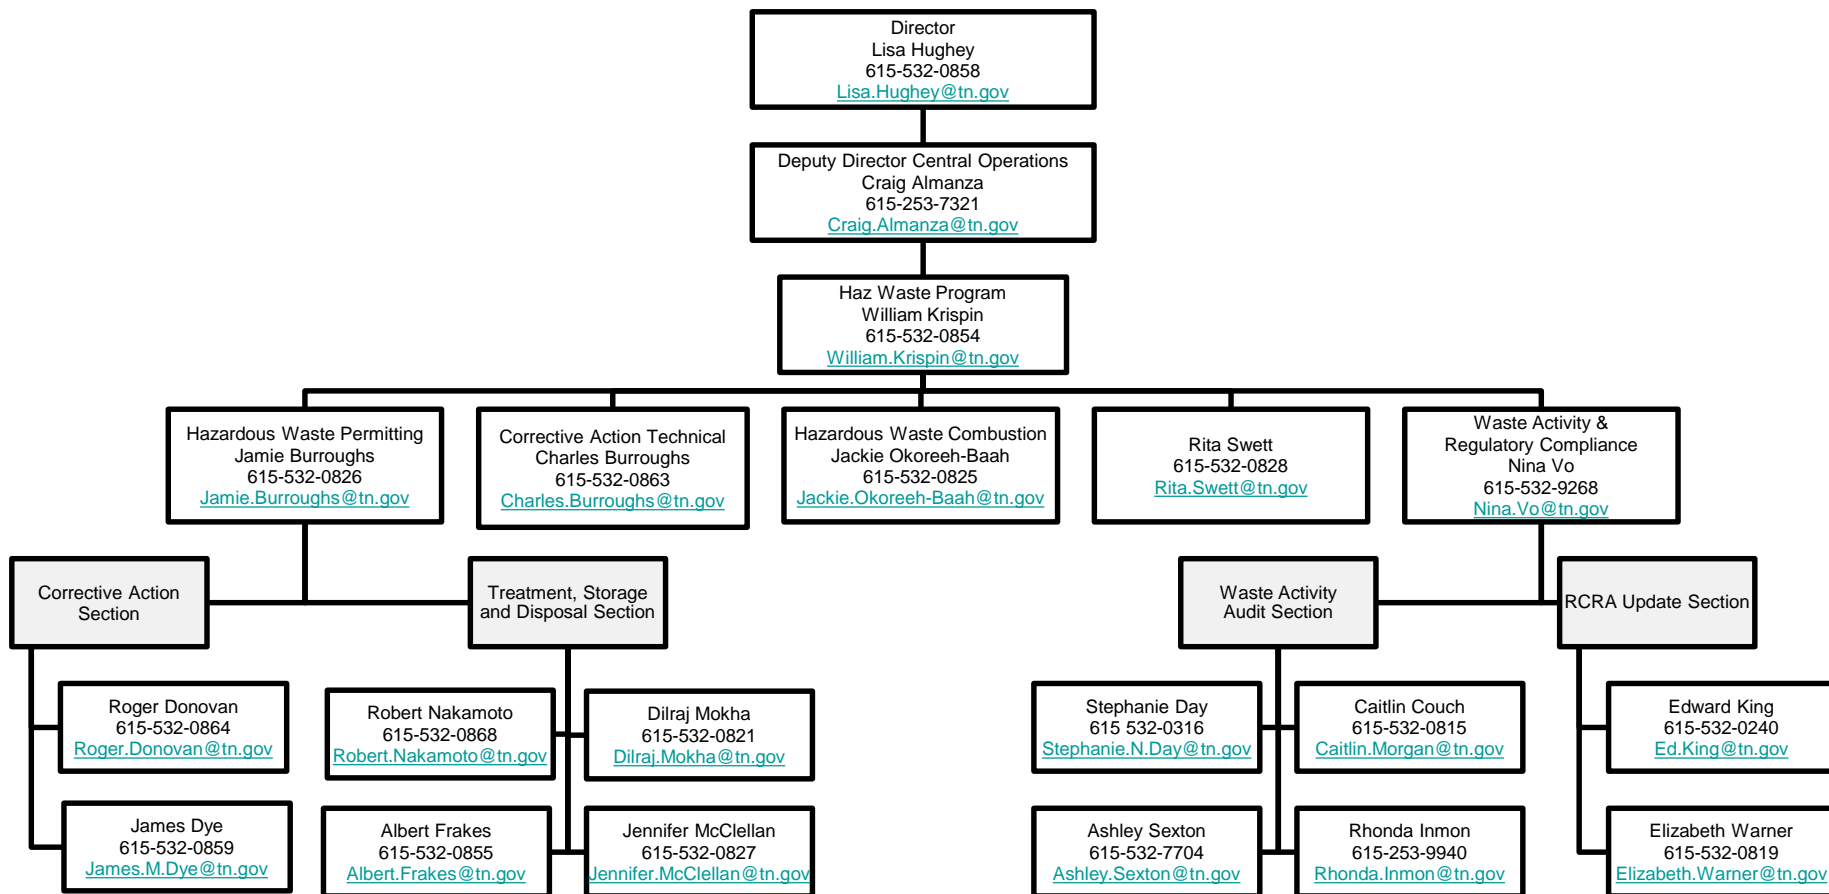 Director
Lisa Hughey
615-532-0858
Lisa.Hughey@tn.gov
Deputy Director Central Operations
Craig Almanza
615-253-7321
Craig.Almanza@tn.gov
Haz Waste Program
William Krispin
615-532-0854
William.Krispin@tn.gov
Hazardous Waste Permitting
Jamie Burroughs
615-532-0826
Jamie.Burroughs@tn.gov
Corrective Action Technical
Charles Burroughs
615-532-0863
Charles.Burroughs@tn.gov
Hazardous Waste Combustion
Jackie Okoreeh-Baah
615-532-0825
Jackie.Okoreeh-Baah@tn.gov
Rita Swett
615-532-0828
Rita.Swett@tn.gov
Waste Activity &
Regulatory Compliance
Nina Vo
615-532-9268
Nina.Vo@tn.gov
Corrective Action
Section
Treatment, Storage
and Disposal Section
Waste Activity
Audit Section
RCRA Update Section
Roger Donovan
615-532-0864
Roger.Donovan@tn.gov
Robert Nakamoto
615-532-0868
Robert.Nakamoto@tn.gov
Dilraj Mokha
615-532-0821
Dilraj.Mokha@tn.gov
Stephanie Day
615 532-0316
Stephanie.N.Day@tn.gov
Caitlin Couch
615-532-0815
Caitlin.Morgan@tn.gov
Edward King
615-532-0240
Ed.King@tn.gov
James Dye
615-532-0859
James.M.Dye@tn.gov
Albert Frakes
615-532-0855
Albert.Frakes@tn.gov
Jennifer McClellan
615-532-0827
Jennifer.McClellan@tn.gov
Ashley Sexton
615-532-7704
Ashley.Sexton@tn.gov
Rhonda Inmon
615-253-9940
Rhonda.Inmon@tn.gov
Elizabeth Warner
615-532-0819
Elizabeth.Warner@tn.gov